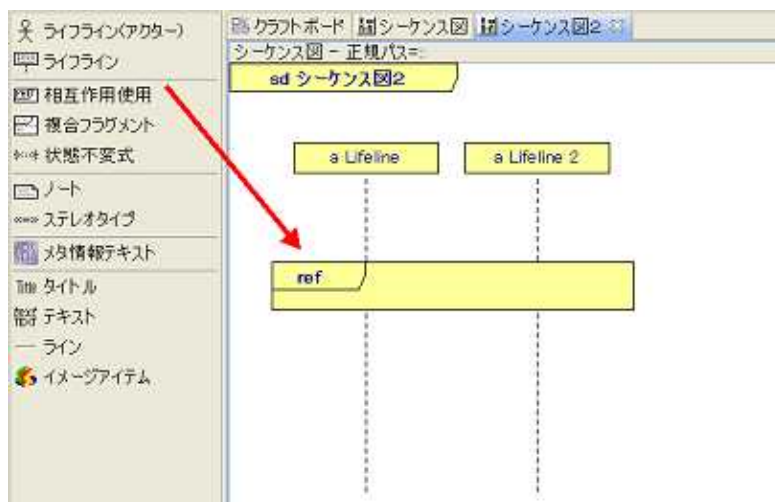 ライフライン(アクター)
ライフライン
相互作用使用
複合フラグメント
状態不変式
ノート
ステレオタイプ
メタ情報テキスト
Title タイトル
テキスト
ライン
イメージアイテム
クラフトボード シーケンス図 シーケンス図2
シーケンス図 - 正規パス=:
sd シーケンス図2
a Lifeline a Lifeline 2
ref